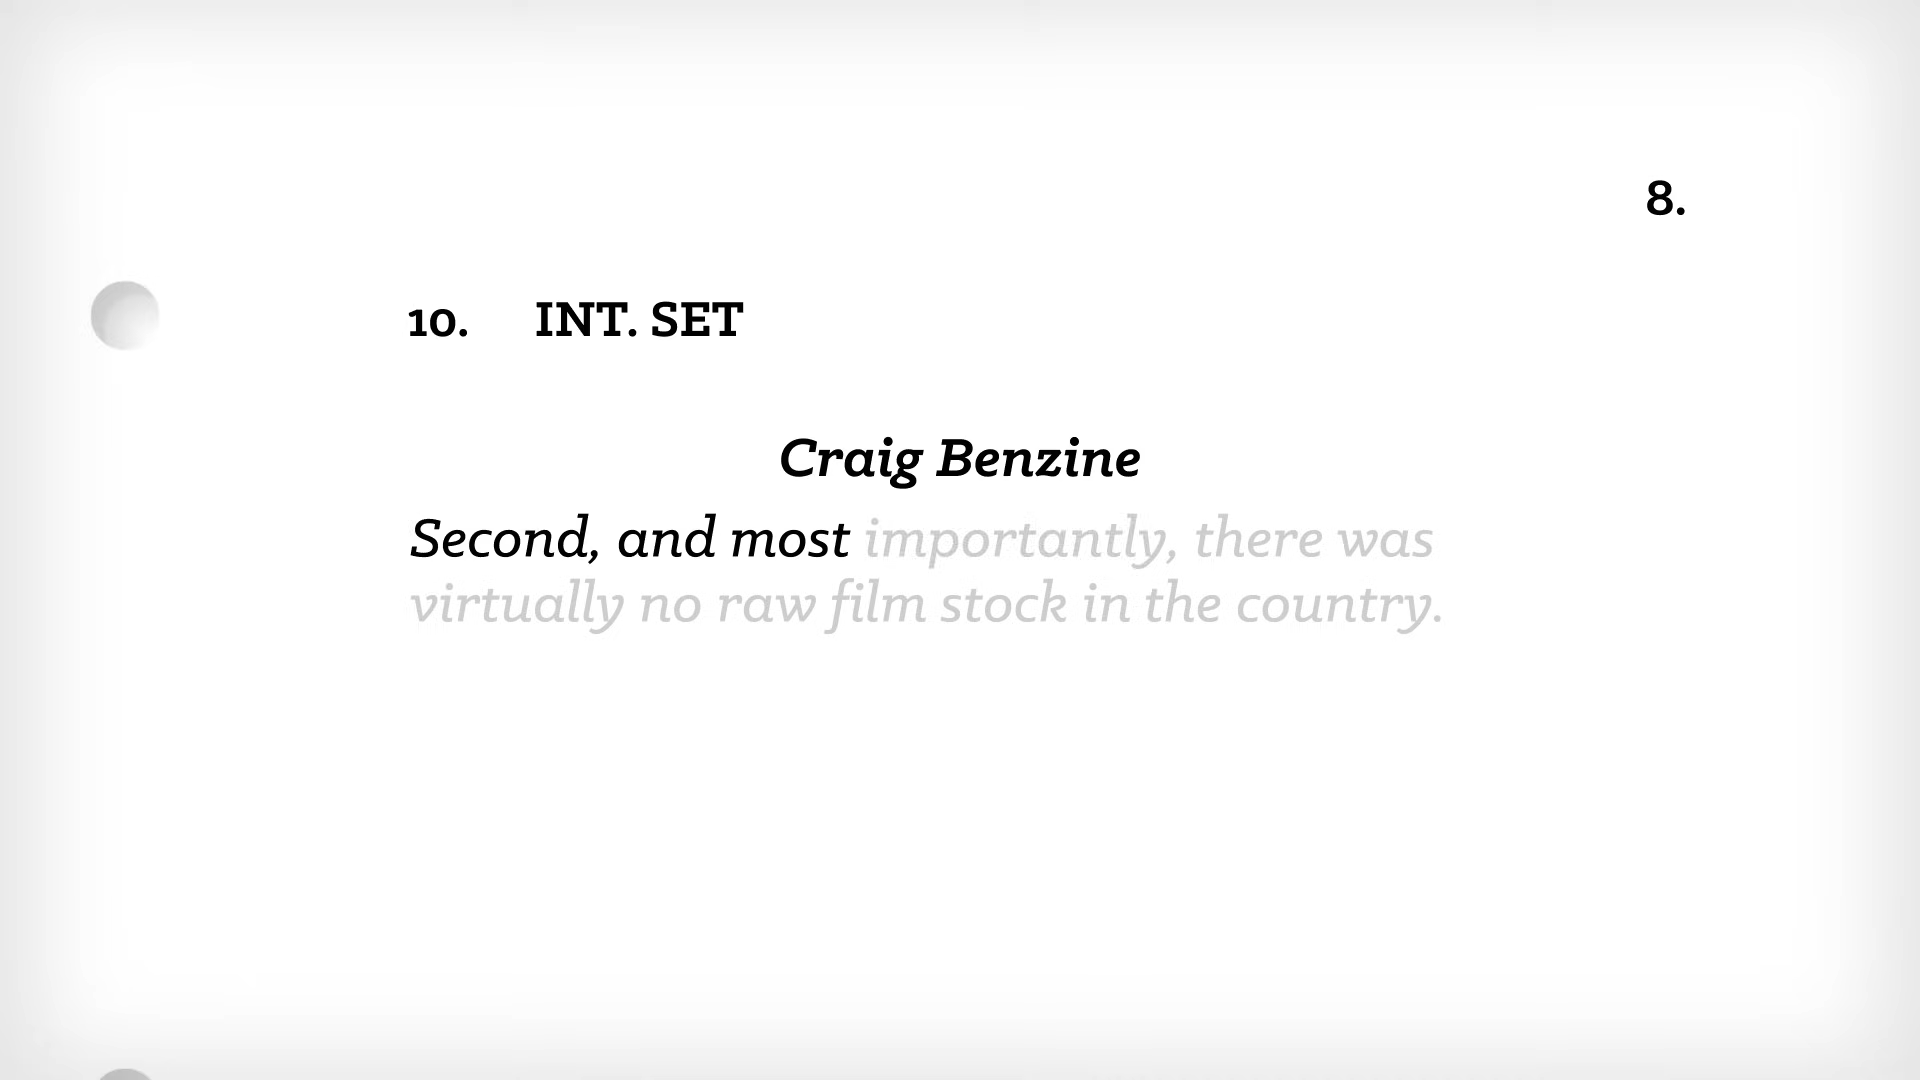 8.
10. INT. SET
Craig Benzine
Second, and most importantly, there was
virtually no raw film stock in the country.